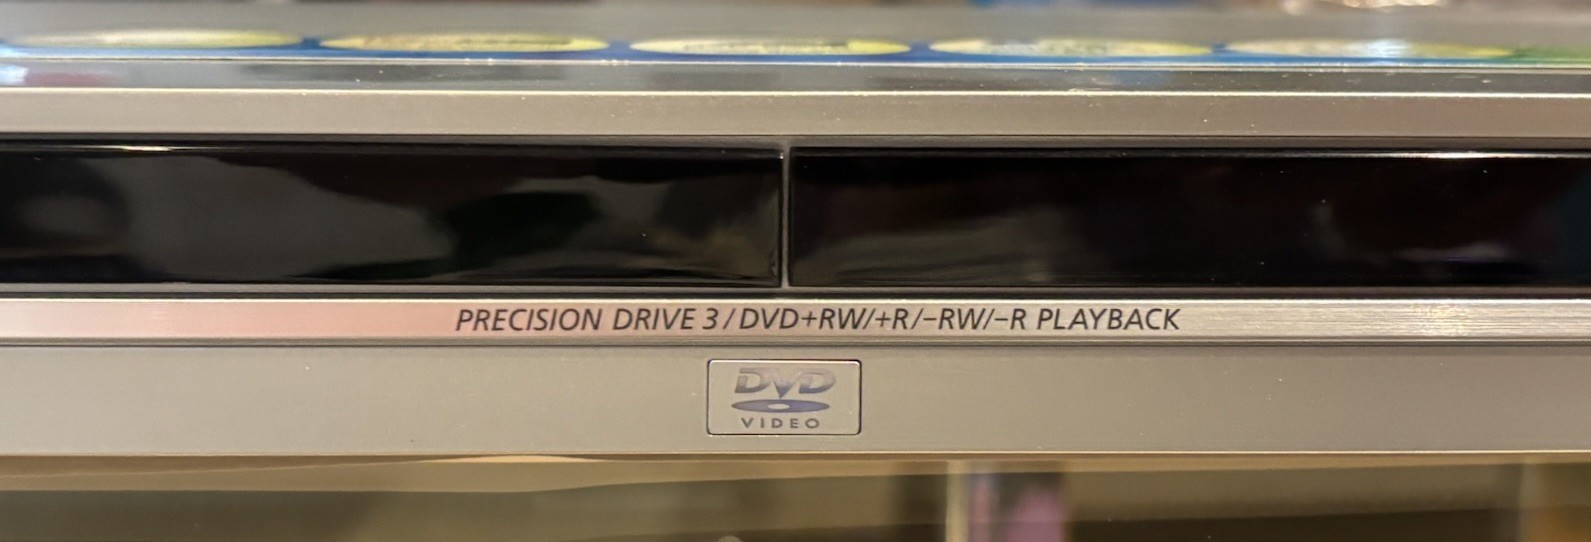 PRECISION DRIVE 3/DVD+RW/+R/-RW/-R PLAYBACK
DVD
VIDEO